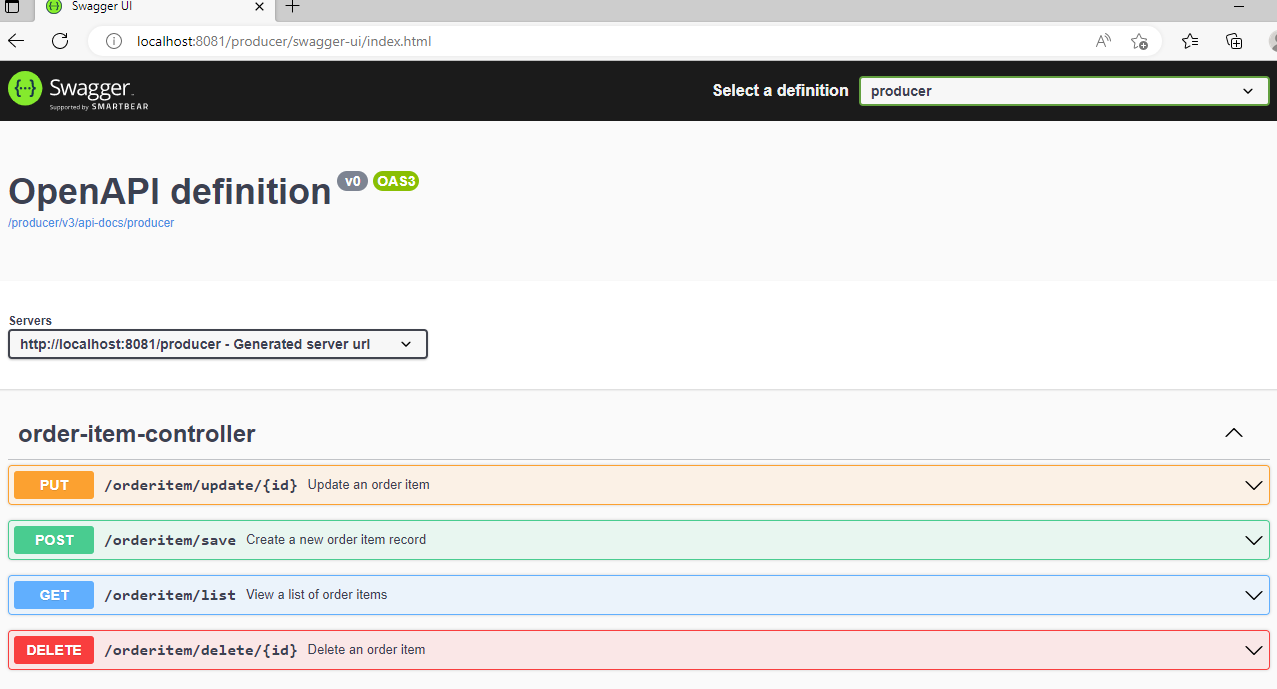 Swagger UI
localhost:8081/producer/swagger-ui/index.html
Swagger.
Supported by SMARTBEAR
Select a definition
producer
OpenAPI definition v0 OAS3
/producer/v3/api-docs/producer
Servers
http://localhost:8081/producer - Generated server url
order-item-controller
PUT /orderitem/update/{id} Update an order item
POST /orderitem/save Create a new order item record
GET /orderitem/list View a list of order items
DELETE /orderitem/delete/{id} Delete an order item